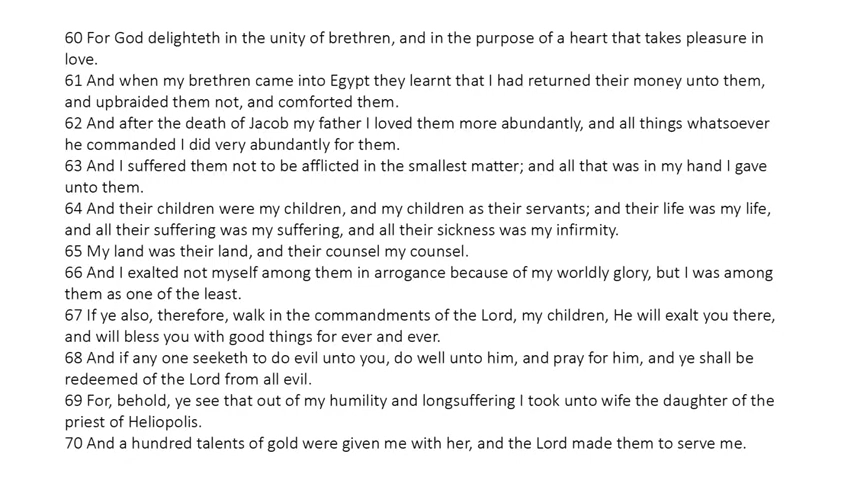 60 For God delighteth in the unity of brethren, and in the purpose of a heart that takes pleasure in
love.
61 And when my brethren came into Egypt they learnt that I had returned their money unto them,
and upbraided them not, and comforted them.
62 And after the death of Jacob my father I loved them more abundantly, and all things whatsoever
he commanded I did very abundantly for them.
63 And I suffered them not to be afflicted in the smallest matter; and all that was in my hand I gave
unto them.
64 And their children were my children, and my children as their servants; and their life was my life,
and all their suffering was my suffering, and all their sickness was my infirmity.
65 My land was their land, and their counsel my counsel.
66 And I exalted not myself among them in arrogance because of my worldly glory, but I was among
them as one of the least.
67 If ye also, therefore, walk in the commandments of the Lord, my children, He will exalt you there,
and will bless you with good things for ever and ever.
68 And if any one seeketh to do evil unto you, do well unto him, and pray for him, and ye shall be
redeemed of the Lord from all evil.
69 For, behold, ye see that out of my humility and longsuffering I took unto wife the daughter of the
priest of Heliopolis.
70 And a hundred talents of gold were given me with her, and the Lord made them to serve me.